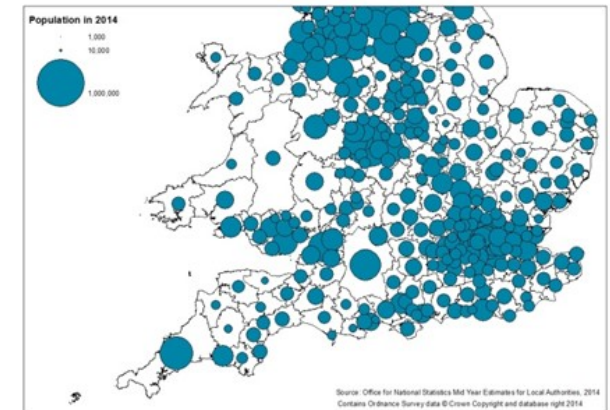 Population in 2014
1,000
10,000
1,000,000
Source: Office for National Statistics Mid Year Estimates for Local Authorities, 2014
Contains Ordnance Survey data © Crown Copyright and database right 2014